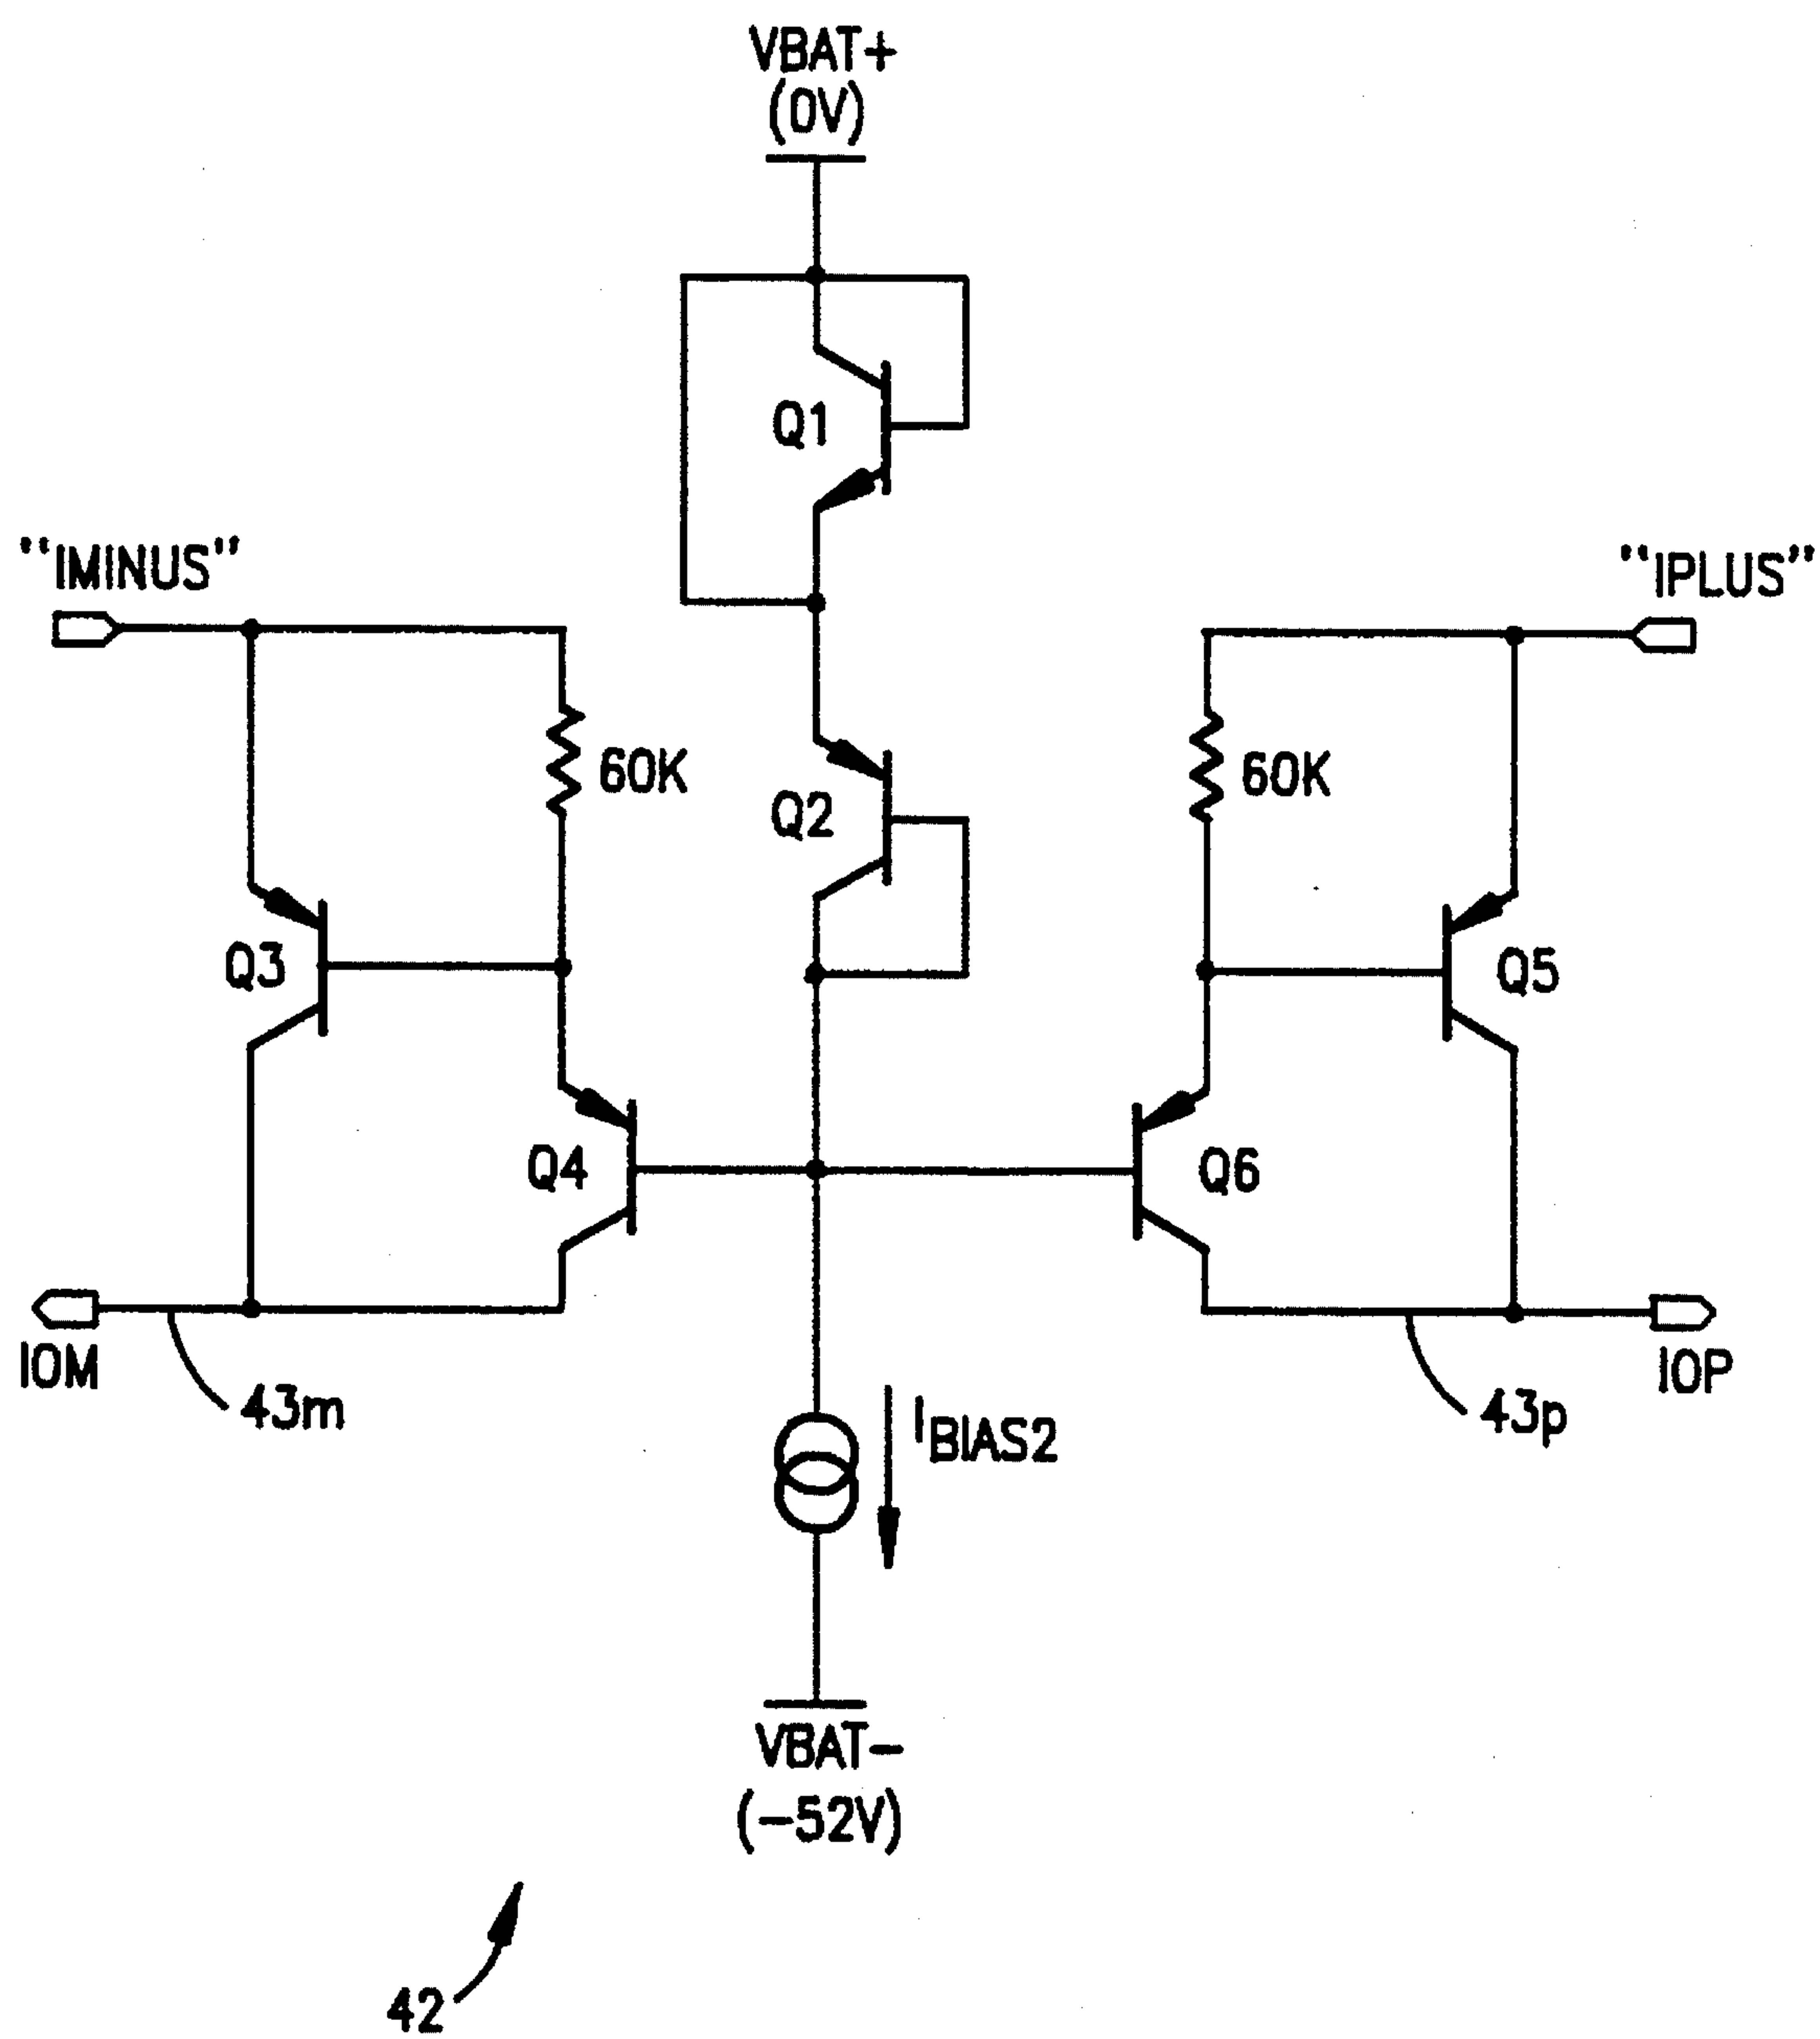 VBAT+
(0V)
Q1
"IMINUS"
"IPLUS"
60K
Q2
60K
Q3
Q5
Q4
Q6
IOM
43m
IBIAS2
43p
IOP
VBAT-
(-52V)
42